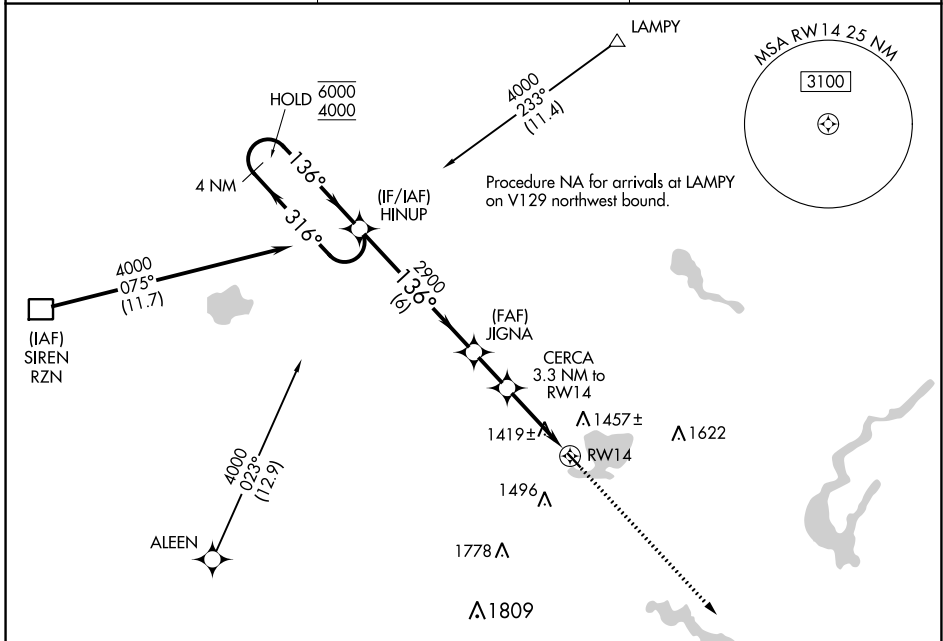 LAMPY
MSA RW14 25 NM
3100
HOLD 6000
4000
4000
233°
(11.4)
136°
4 NM
316°
(IF/IAF)
HINUP
Procedure NA for arrivals at LAMPY
on V129 northwest bound.
4000
075°
(11.7)
2900
136°
(6)
(IAF)
SIREN
RZN
(FAF)
JIGNA
CERCA
3.3 NM to
RW14
1419±
1457±
1622
RW14
4000
023°
(12.9)
1496
ALEEN
1778
1809